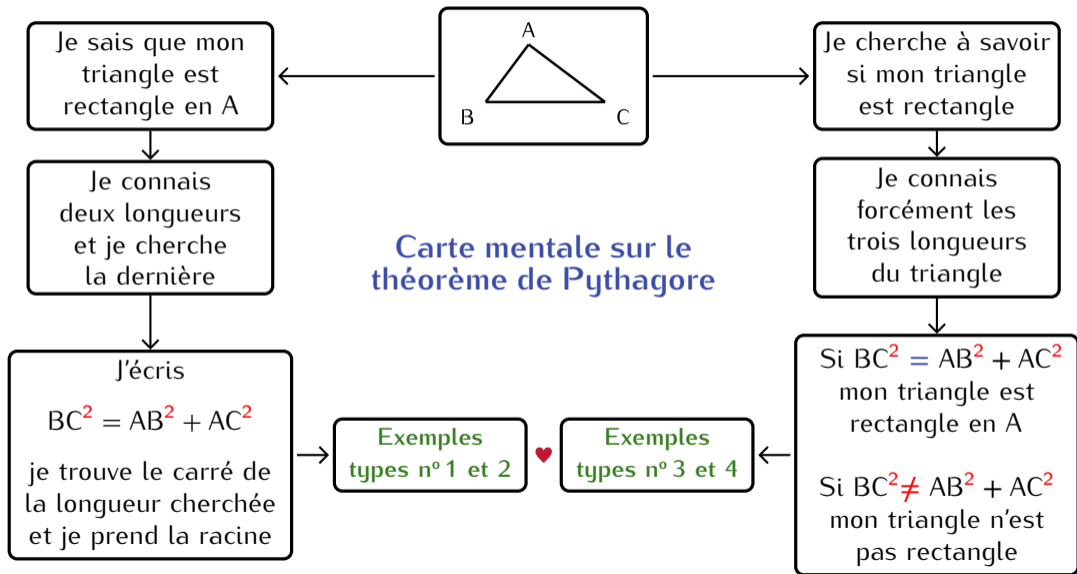 Je sais que mon
triangle est
rectangle en A
A
B
C
Je cherche à savoir
si mon triangle
est rectangle
Je connais
deux longueurs
et je cherche
la dernière
Carte mentale sur le
théorème de Pythagore
Je connais
forcément les
trois longueurs
du triangle
J'écris
BC² = AB² + AC²
je trouve le carré de
la longueur cherchée
et je prend la racine
Exemples
types nº 1 et 2
♥
Exemples
types nº 3 et 4
Si BC² = AB² + AC²
mon triangle est
rectangle en A
Si BC² ≠ AB² + AC²
mon triangle n'est
pas rectangle